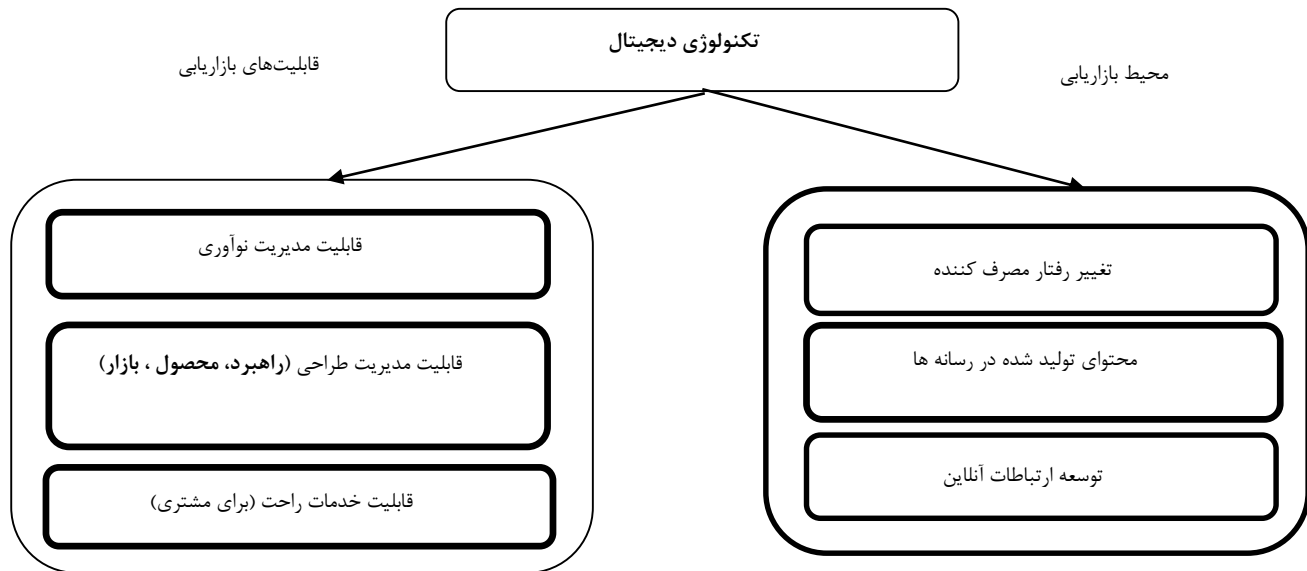 تکنولوژی دیجیتال
محیط بازاریابی
قابلیت‌های بازاریابی
تغییر رفتار مصرف کننده
محتوای تولید شده در رسانه ها
توسعه ارتباطات آنلاین
قابلیت مدیریت نوآوری
قابلیت مدیریت طراحی (راهبرد، محصول ، بازار)
قابلیت خدمات راحت (برای مشتری)